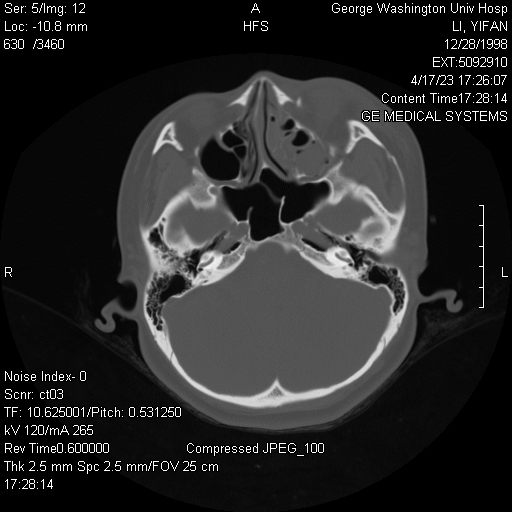 Ser: 5/Img: 12
Loc: -10.8 mm
630 /3460
A
HFS
George Washington Univ Hosp
LI, YIFAN
12/28/1998
EXT:5092910
4/17/23 17:26:07
Content Time17:28:14
GE MEDICAL SYSTEMS
R
L
Noise Index- 0
Scnr: ct03
TF: 10.625001/Pitch: 0.531250
kV 120/mA 265
Rev Time0.600000
Compressed JPEG_100
Thk 2.5 mm Spc 2.5 mm/FOV 25 cm
17:28:14